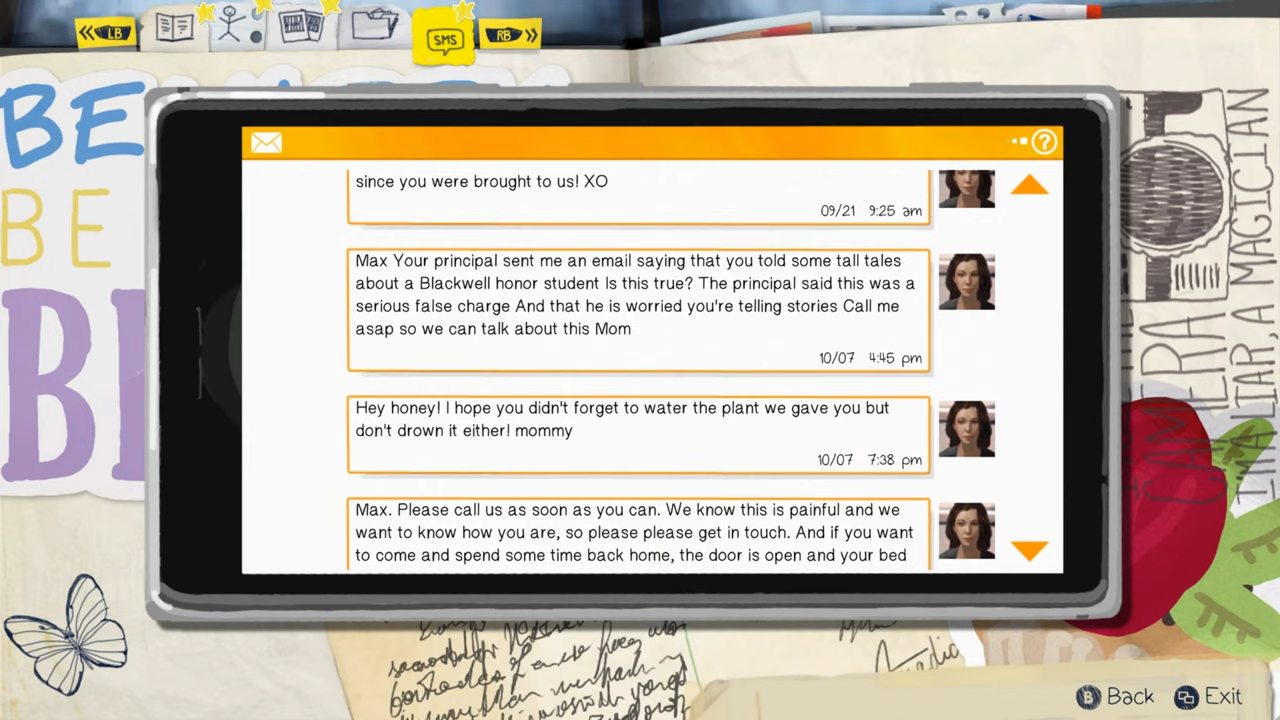 LB
SMS
RB
BE
BE
since you were brought to us! XO
09/21 9:25 am
Max Your principal sent me an email saying that you told some tall tales
about a Blackwell honor student Is this true? The principal said this was a
serious false charge And that he is worried you're telling stories Call me
asap so we can talk about this Mom
10/07 4:45 pm
Hey honey! I hope you didn't forget to water the plant we gave you but
don't drown it either! mommy
10/07 7:38 pm
Max. Please call us as soon as you can. We know this is painful and we
want to know how you are, so please please get in touch. And if you want
to come and spend some time back home, the door is open and your bed
LIAR, A MAGICIAN
B Back
Exit